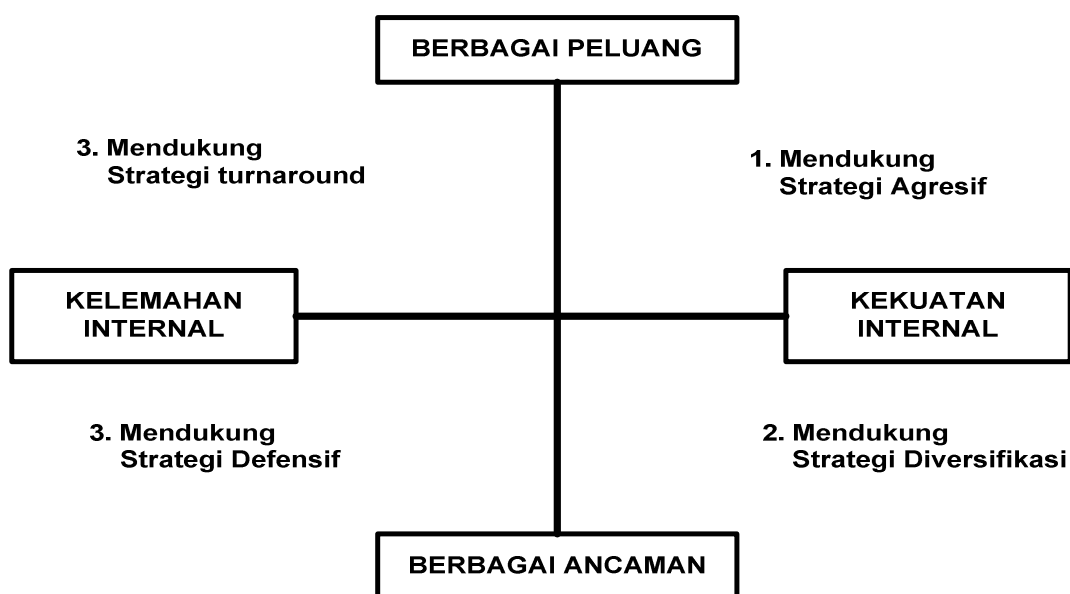 BERBAGAI PELUANG
3. Mendukung
Strategi turnaround
1. Mendukung
Strategi Agresif
KELEMAHAN
INTERNAL
KEKUATAN
INTERNAL
3. Mendukung
Strategi Defensif
2. Mendukung
Strategi Diversifikasi
BERBAGAI ANCAMAN